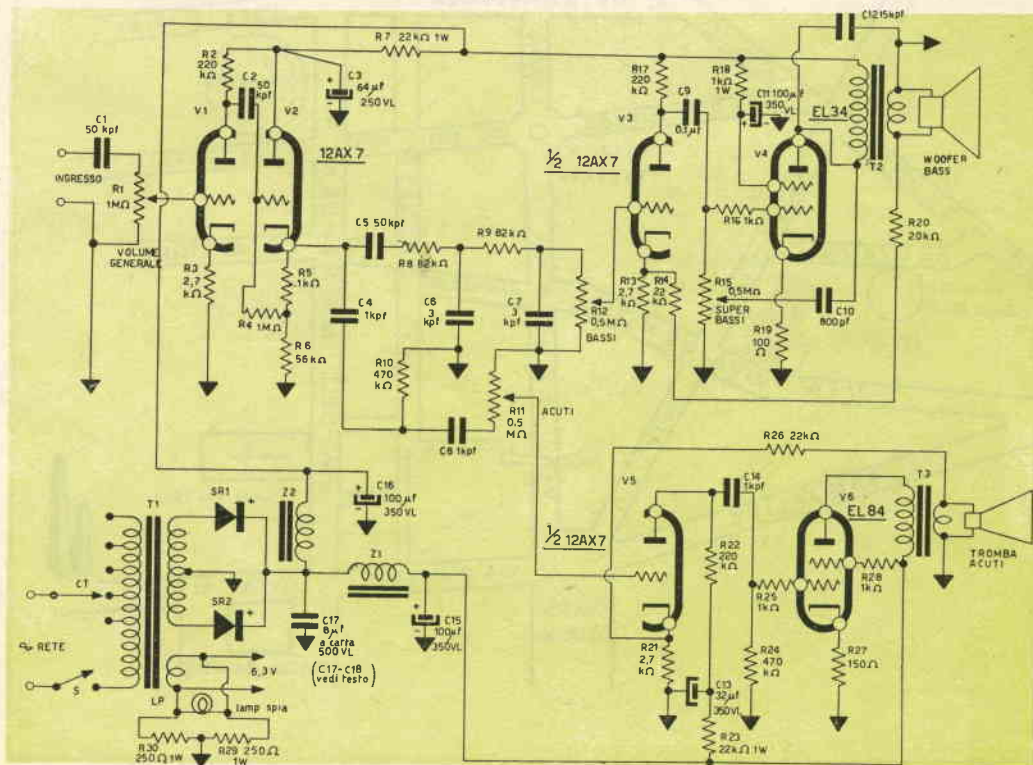 C1
50 kpf
INGRESSO
R1
1MΩ
VOLUME
GENERALE
R2
220
kΩ
C2
50
kpf
V1
V2
12AX7
R3
2,7
kΩ
R4 1MΩ
R5
1kΩ
R6
56kΩ
R7 22kΩ 1W
C3
64µf
250VL
C4
1kpf
C5 50kpf
R8 82kΩ
R9 82kΩ
C6
3
kpf
C7
3
kpf
R10
470
kΩ
C8 1kpf
R11
0.5
MΩ
ACUTI
R12
0,5MΩ
BASSI
½ 12AX7
V3
R17
220
kΩ
C9
0.1µf
R18
1kΩ
1W
C11 100µf
350
VL
V4
EL34
C12 15kpf
T2
WOOFER
BASS
R13
2,7
kΩ
R14
22
kΩ
R16 1kΩ
R15
0,5MΩ
SUPER
BASSI
C10
800pf
R19
100
Ω
R20
20kΩ
R26 22kΩ
V5
½ 12AX7
C14
1kpf
R22
220
kΩ
R25
1kΩ
R24
470
kΩ
V6
EL84
R28
1kΩ
R27
150Ω
T3
TROMBA
ACUTI
R21
2,7
kΩ
C13
32µf
350VL
R23
22kΩ 1W
T1
CT
RETE
S
SR1
SR2
Z2
Z1
C16
100µf
350VL
C15
100µf
350VL
C17
8µf
a carta
500VL
(C17-C18
vedi testo)
6,3V
LP
lamp spia
R30
250Ω 1W
R29 250Ω
1W